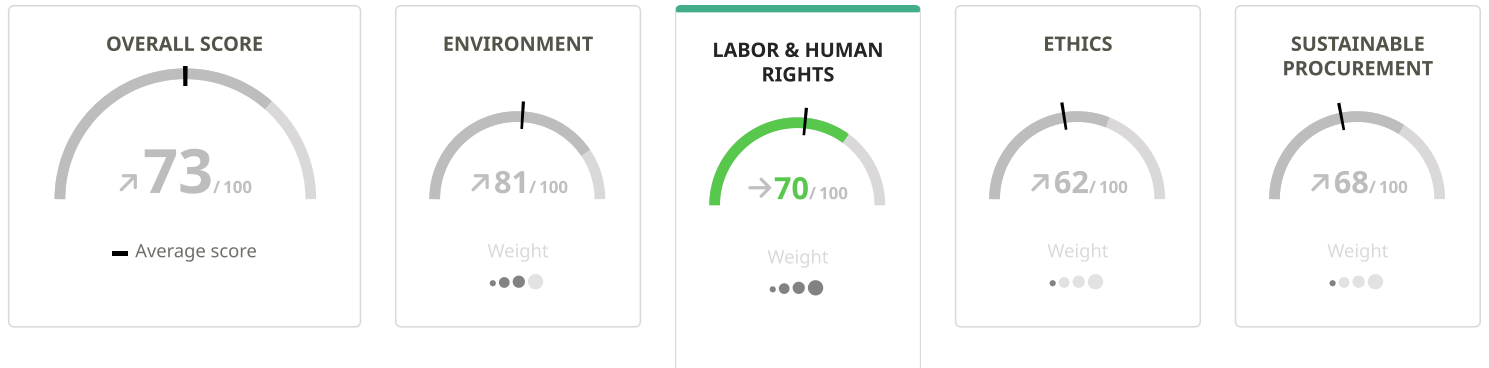 OVERALL SCORE
73/ 100
Average score
ENVIRONMENT
81/ 100
Weight
LABOR & HUMAN
RIGHTS
70/ 100
Weight
ETHICS
62/ 100
Weight
SUSTAINABLE
PROCUREMENT
68/ 100
Weight